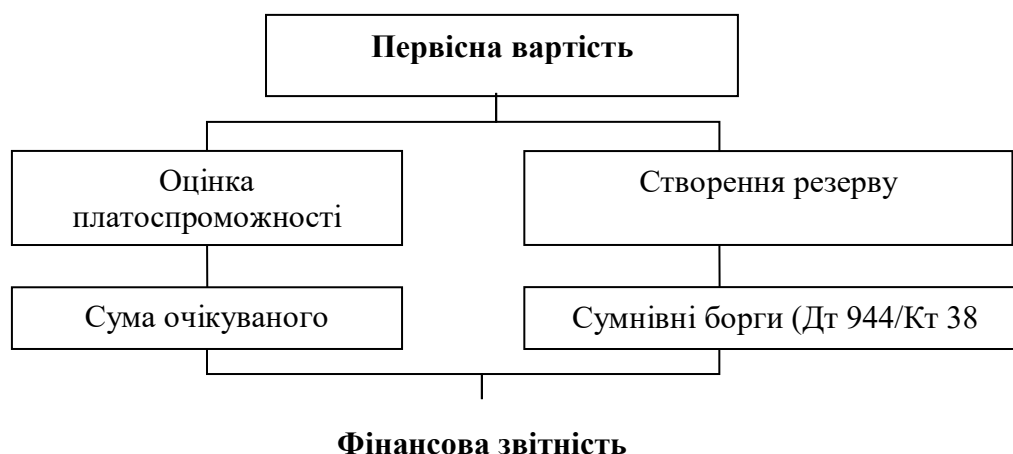 Первісна вартість
Оцінка
платоспроможності
Створення резерву
Сума очікуваного
Сумнівні борги (Дт 944/Кт 38
Фінансова звітність